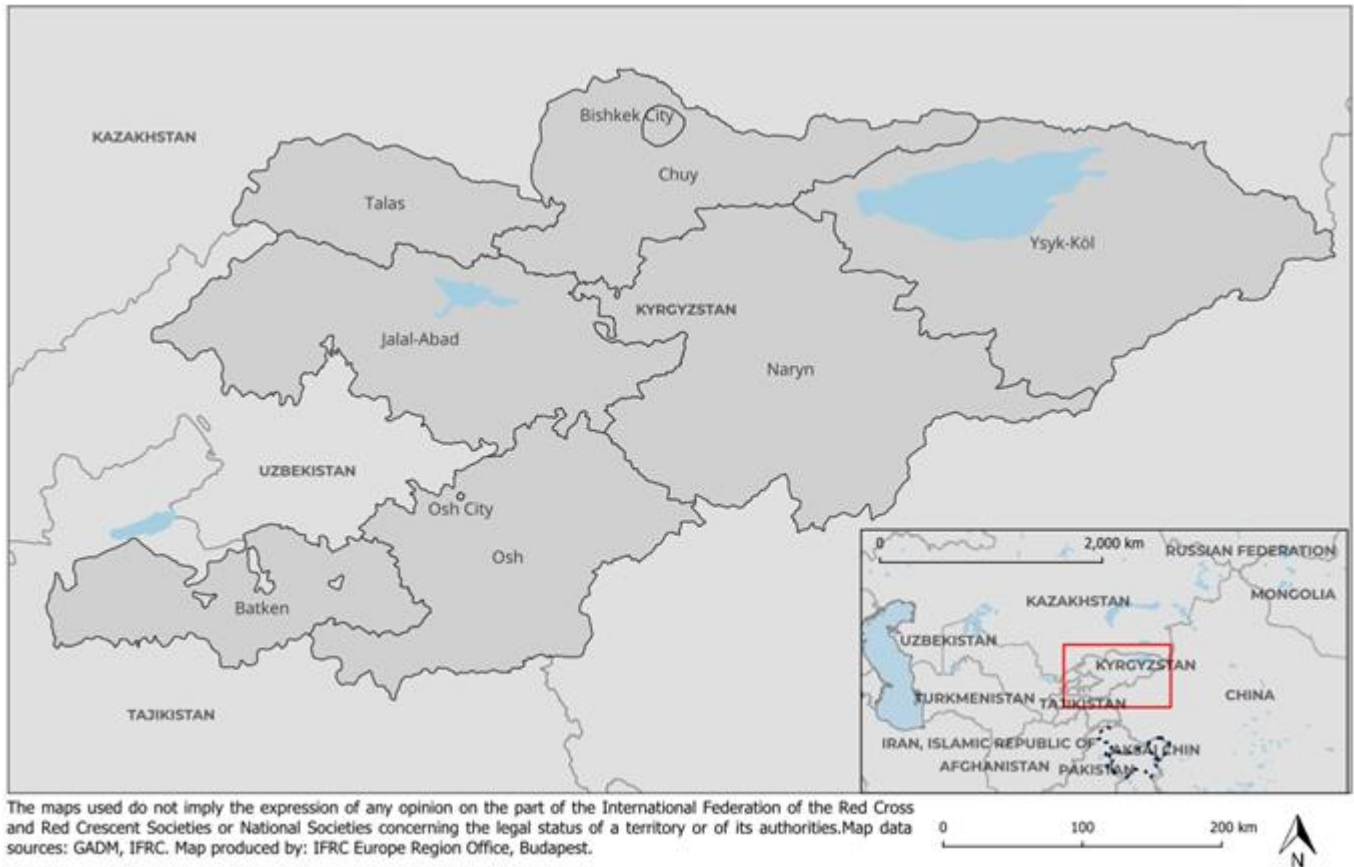 KAZAKHSTAN
Bishkek City
Chuy
Talas
Ysyk-Köl
KYRGYZSTAN
Jalal-Abad
Naryn
UZBEKISTAN
Osh City
Osh
Batken
TAJIKISTAN
0 2,000 km
RUSSIAN FEDERATION
MONGOLIA
KAZAKHSTAN
UZBEKISTAN
KYRGYZSTAN
CHINA
TURKMENISTAN
TAJIKISTAN
IRAN, ISLAMIC REPUBLIC OF
AKSAI CHIN
AFGHANISTAN
PAKISTAN
The maps used do not imply the expression of any opinion on the part of the International Federation of the Red Cross
and Red Crescent Societies or National Societies concerning the legal status of a territory or of its authorities.Map data
sources: GADM, IFRC. Map produced by: IFRC Europe Region Office, Budapest.
0 100 200 km
N